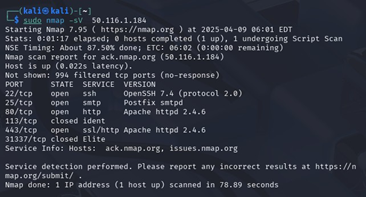 ┌──(kali㉿kali)-[~]
└─$ sudo nmap -sV 50.116.1.184
Starting Nmap 7.95 ( https://nmap.org ) at 2025-04-09 06:01 EDT
Stats: 0:01:17 elapsed; 0 hosts completed (1 up), 1 undergoing Script Scan
NSE Timing: About 87.50% done; ETC: 06:02 (0:00:00 remaining)
Nmap scan report for ack.nmap.org (50.116.1.184)
Host is up (0.022s latency).
Not shown: 994 filtered tcp ports (no-response)
PORT      STATE  SERVICE  VERSION
22/tcp    open   ssh      OpenSSH 7.4 (protocol 2.0)
25/tcp    open   smtp     Postfix smtpd
80/tcp    open   http     Apache httpd 2.4.6
113/tcp   closed ident
443/tcp   open   ssl/http Apache httpd 2.4.6
31337/tcp closed Elite
Service Info: Hosts:  ack.nmap.org, issues.nmap.org
Service detection performed. Please report any incorrect results at https://n
map.org/submit/ .
Nmap done: 1 IP address (1 host up) scanned in 78.89 seconds